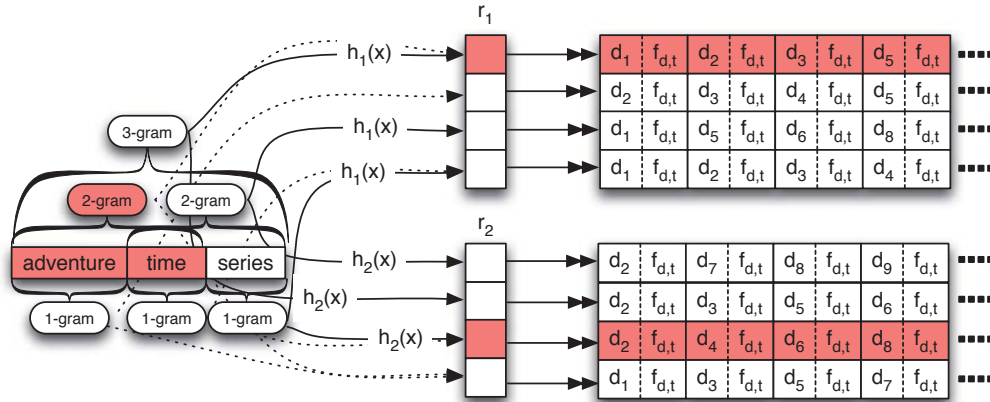 r1
h1(x)
d1 fd,t d2 fd,t d3 fd,t d5 fd,t
d2 fd,t d3 fd,t d4 fd,t d5 fd,t
3-gram
h1(x)
d1 fd,t d5 fd,t d6 fd,t d8 fd,t
h1(x)
d1 fd,t d2 fd,t d3 fd,t d4 fd,t
2-gram 2-gram
r2
adventure time series
h2(x)
d2 fd,t d7 fd,t d8 fd,t d9 fd,t
h2(x)
d2 fd,t d3 fd,t d5 fd,t d6 fd,t
1-gram 1-gram 1-gram
h2(x)
d2 fd,t d4 fd,t d6 fd,t d8 fd,t
d1 fd,t d3 fd,t d5 fd,t d7 fd,t